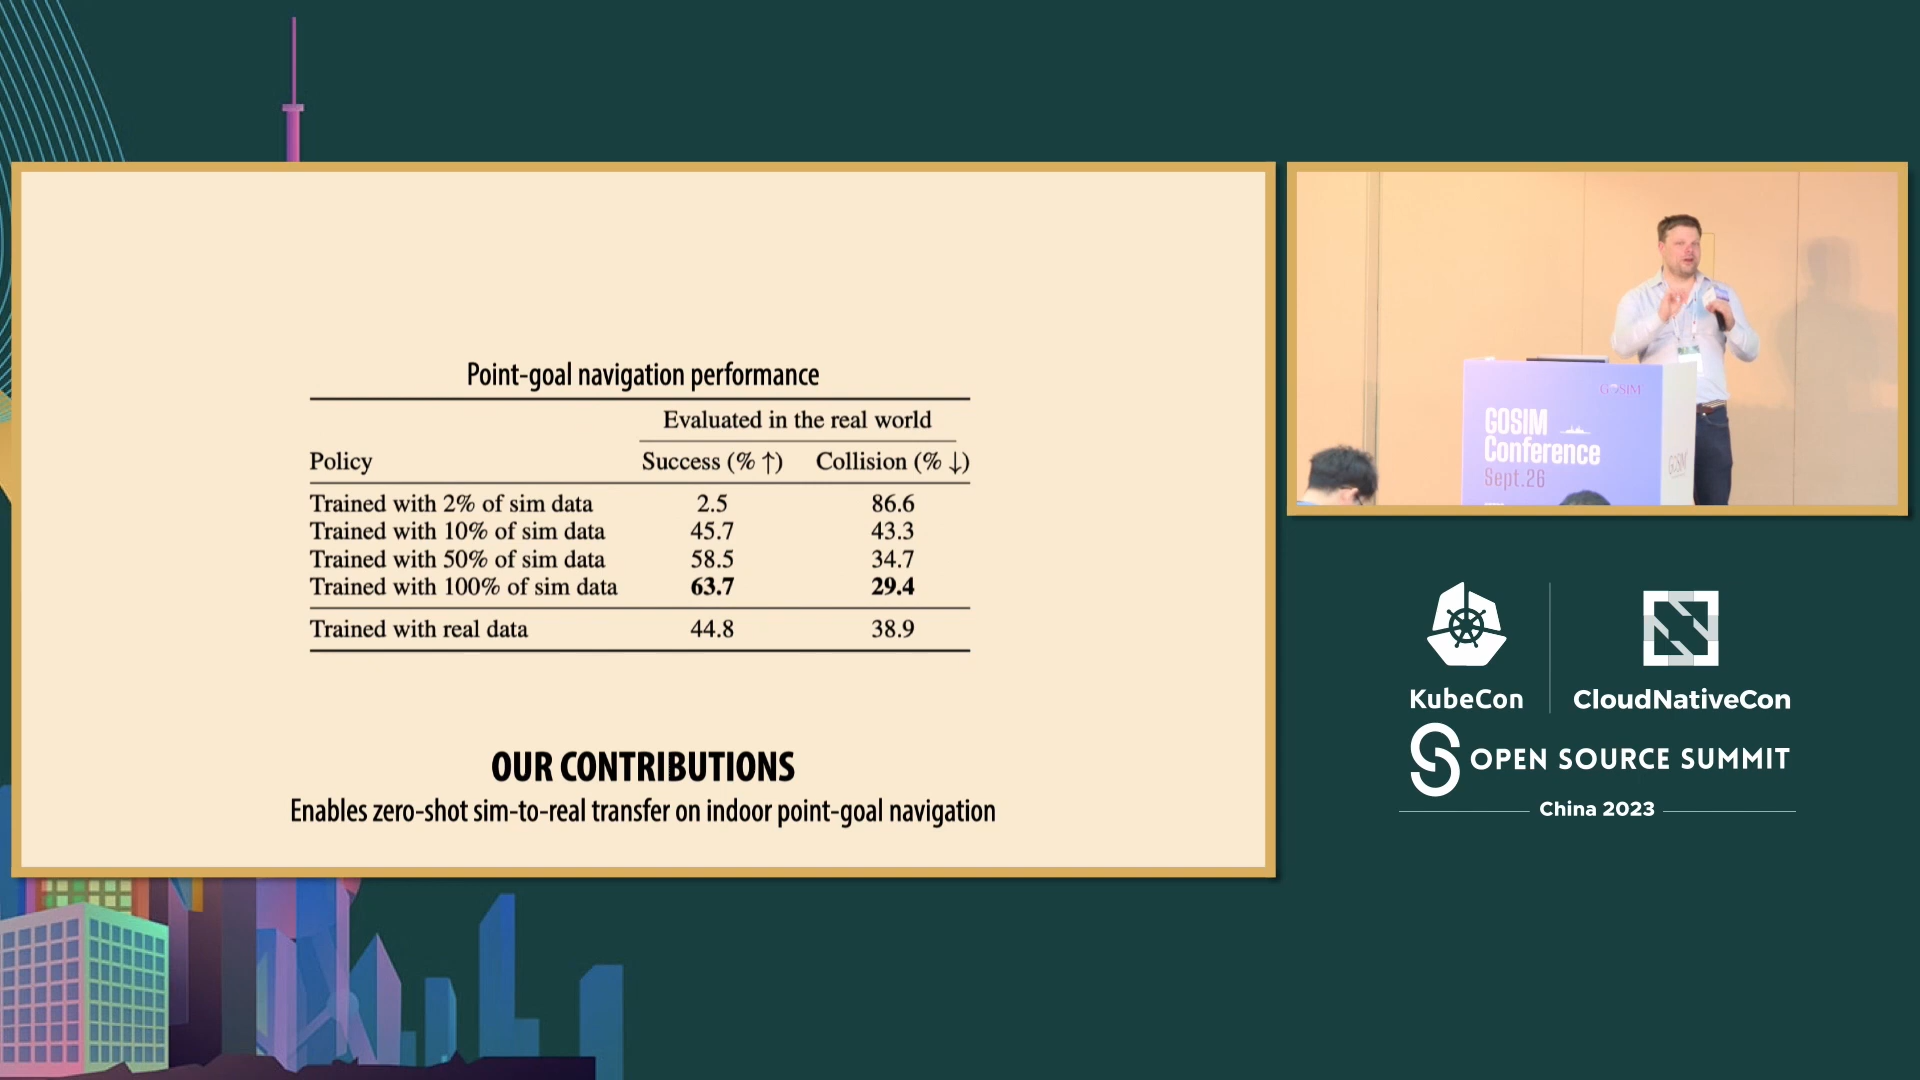 Point-goal navigation performance
Evaluated in the real world
Policy Success (% ↑) Collision (% ↓)
Trained with 2% of sim data 2.5 86.6
Trained with 10% of sim data 45.7 43.3
Trained with 50% of sim data 58.5 34.7
Trained with 100% of sim data 63.7 29.4
Trained with real data 44.8 38.9
OUR CONTRIBUTIONS
Enables zero-shot sim-to-real transfer on indoor point-goal navigation
GOSIM
GOSIM
Conference
Sept.26
GOSIM
KubeCon
CloudNativeCon
OPEN SOURCE SUMMIT
China 2023